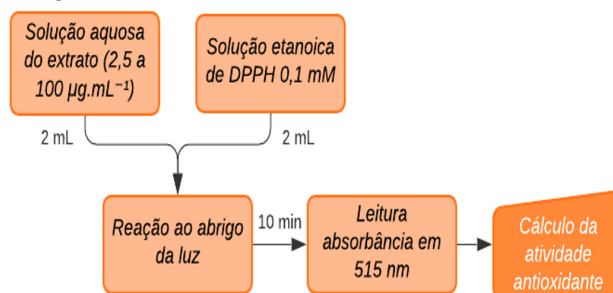 Solução aquosa
do extrato (2,5 a
100 µg.mL⁻¹)
Solução etanoica
de DPPH 0,1 mM
2 mL
2 mL
Reação ao abrigo
da luz
10 min
Leitura
absorbância em
515 nm
Cálculo da
atividade
antioxidante